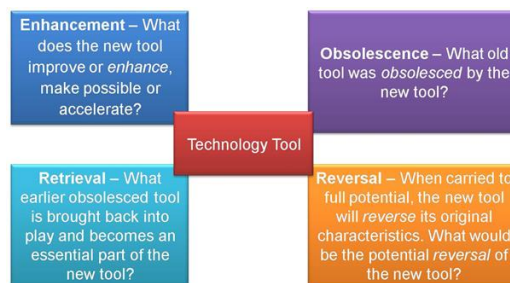 Enhancement – What
does the new tool
improve or enhance,
make possible or
accelerate?
Obsolescence – What old
tool was obsolesced by the
new tool?
Technology Tool
Retrieval – What
earlier obsolesced tool
is brought back into
play and becomes an
essential part of the
new tool?
Reversal – When carried to
full potential, the new tool
will reverse its original
characteristics. What would
be the potential reversal of
the new tool?